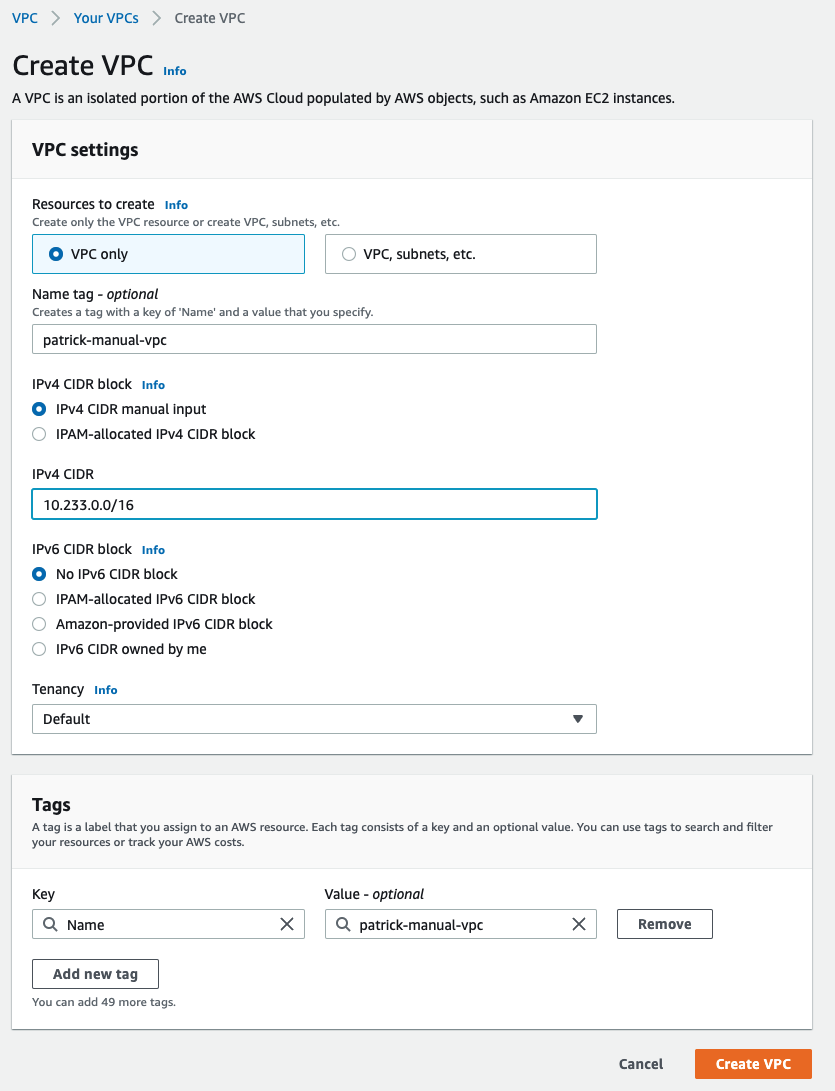 VPC > Your VPCs > Create VPC
Create VPC Info
A VPC is an isolated portion of the AWS Cloud populated by AWS objects, such as Amazon EC2 instances.
VPC settings
Resources to create Info
Create only the VPC resource or create VPC, subnets, etc.
VPC only
VPC, subnets, etc.
Name tag - optional
Creates a tag with a key of 'Name' and a value that you specify.
patrick-manual-vpc
IPv4 CIDR block Info
IPv4 CIDR manual input
IPAM-allocated IPv4 CIDR block
IPv4 CIDR
10.233.0.0/16
IPv6 CIDR block Info
No IPv6 CIDR block
IPAM-allocated IPv6 CIDR block
Amazon-provided IPv6 CIDR block
IPv6 CIDR owned by me
Tenancy Info
Default
Tags
A tag is a label that you assign to an AWS resource. Each tag consists of a key and an optional value. You can use tags to search and filter
your resources or track your AWS costs.
Key
Value - optional
Name
patrick-manual-vpc
Remove
Add new tag
You can add 49 more tags.
Cancel
Create VPC